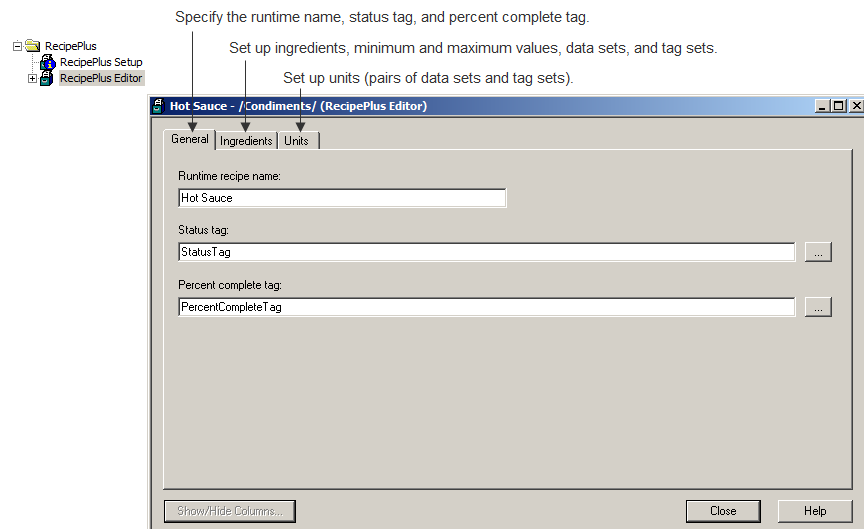 Specify the runtime name, status tag, and percent complete tag.
RecipePlus
Set up ingredients, minimum and maximum values, data sets, and tag sets.
RecipePlus Setup
RecipePlus Editor
Set up units (pairs of data sets and tag sets).
Hot Sauce - /Condiments/ (RecipePlus Editor)
General
Ingredients
Units
Runtime recipe name:
Hot Sauce
Status tag:
StatusTag
...
Percent complete tag:
PercentCompleteTag
...
Show/Hide Columns...
Close
Help